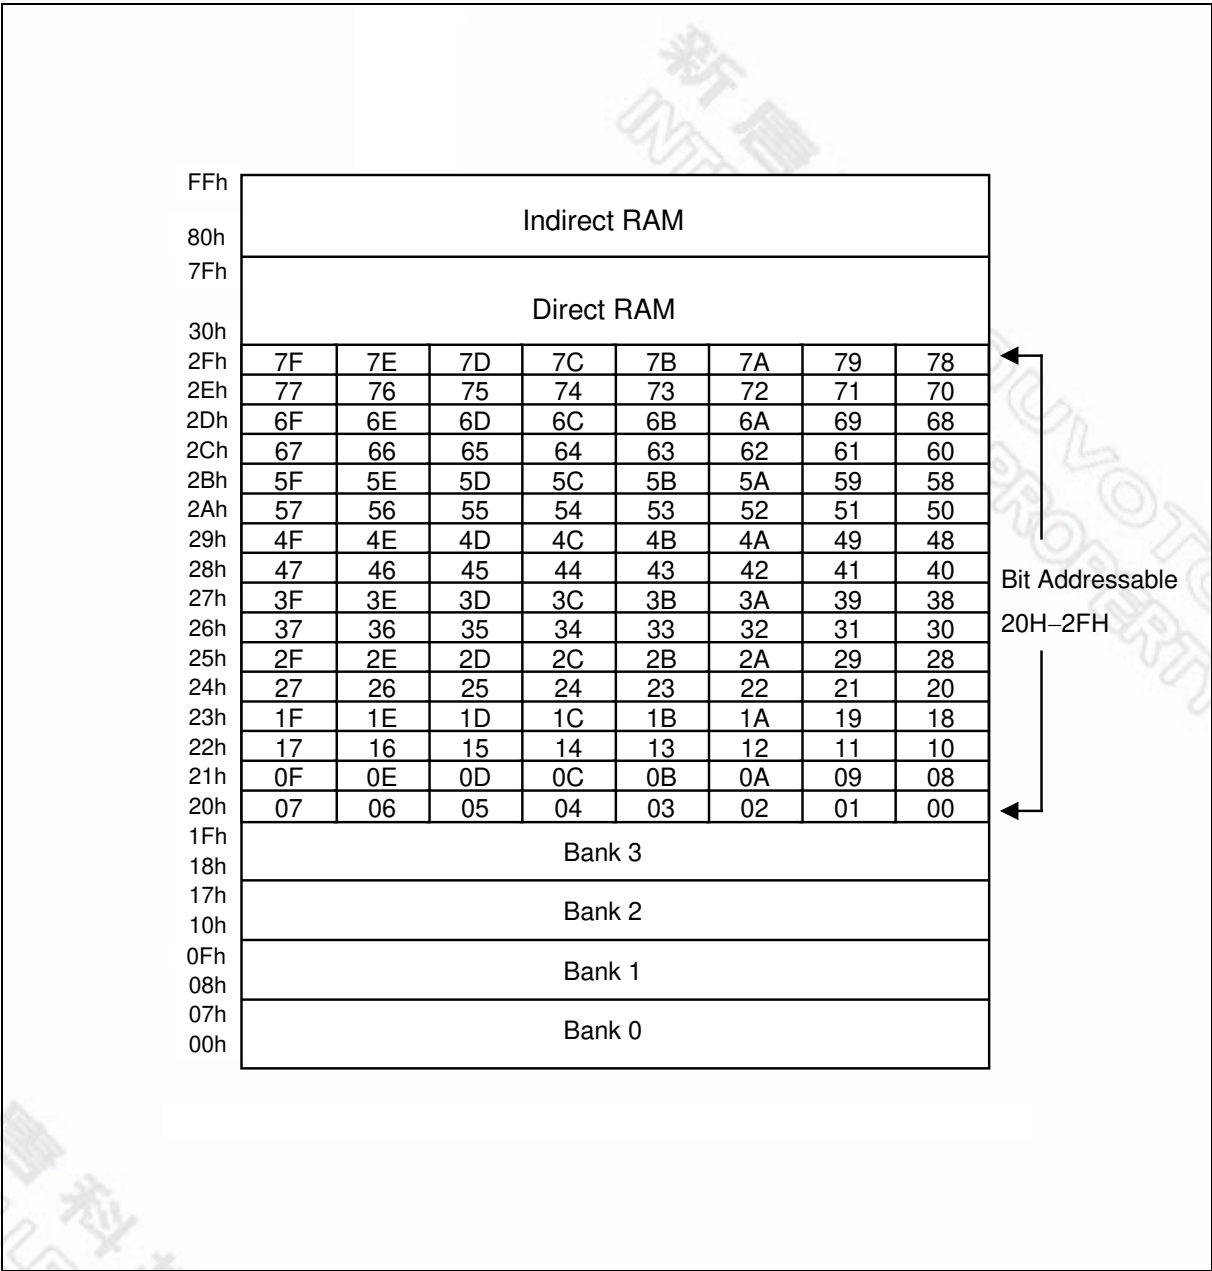 新唐
FFh
Indirect RAM
80h
7Fh
Direct RAM
30h
2Fh 7F 7E 7D 7C 7B 7A 79 78
2Eh 77 76 75 74 73 72 71 70
2Dh 6F 6E 6D 6C 6B 6A 69 68
2Ch 67 66 65 64 63 62 61 60
2Bh 5F 5E 5D 5C 5B 5A 59 58
2Ah 57 56 55 54 53 52 51 50
29h 4F 4E 4D 4C 4B 4A 49 48
28h 47 46 45 44 43 42 41 40
Bit Addressable
27h 3F 3E 3D 3C 3B 3A 39 38
26h 37 36 35 34 33 32 31 30
20H–2FH
25h 2F 2E 2D 2C 2B 2A 29 28
24h 27 26 25 24 23 22 21 20
23h 1F 1E 1D 1C 1B 1A 19 18
22h 17 16 15 14 13 12 11 10
21h 0F 0E 0D 0C 0B 0A 09 08
20h 07 06 05 04 03 02 01 00
1Fh
Bank 3
18h
17h
Bank 2
10h
0Fh
Bank 1
08h
07h
Bank 0
00h